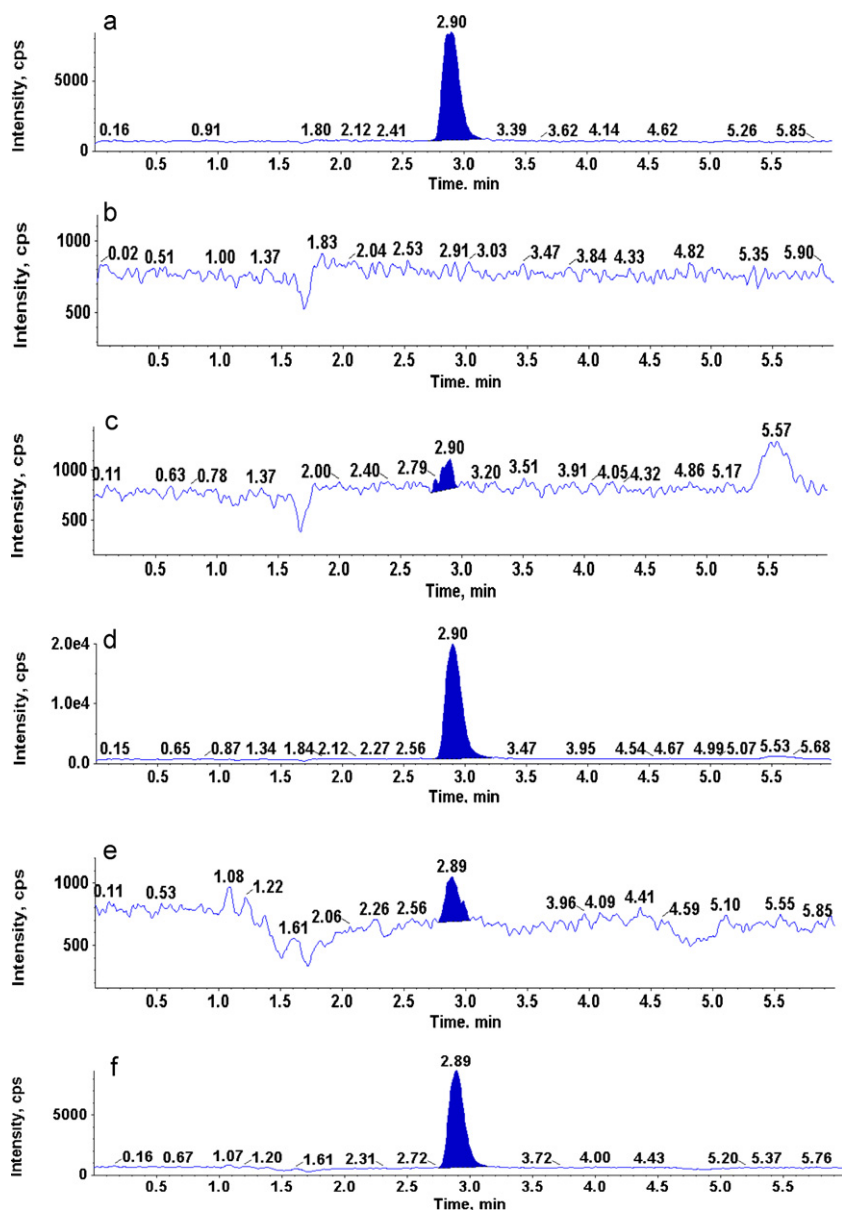 a
2.90
Intensity, cps
5000
0
0.16 0.91 1.80 2.12 2.41 3.39 3.62 4.14 4.62 5.26 5.85
0.5 1.0 1.5 2.0 2.5 3.0 3.5 4.0 4.5 5.0 5.5
Time, min
b
Intensity, cps
1000
500
0.02 0.51 1.00 1.37 1.83 2.04 2.53 2.91 3.03 3.47 3.84 4.33 4.82 5.35 5.90
0.5 1.0 1.5 2.0 2.5 3.0 3.5 4.0 4.5 5.0 5.5
Time, min
c
Intensity, cps
1000
500
0.11 0.63 0.78 1.37 2.00 2.40 2.79 2.90 3.20 3.51 3.91 4.05 4.32 4.86 5.17 5.57
0.5 1.0 1.5 2.0 2.5 3.0 3.5 4.0 4.5 5.0 5.5
Time, min
d
2.90
Intensity, cps
2.0e4
1.0e4
0.0
0.15 0.65 0.87 1.34 1.84 2.12 2.27 2.56 3.47 3.95 4.54 4.67 4.99 5.07 5.53 5.68
0.5 1.0 1.5 2.0 2.5 3.0 3.5 4.0 4.5 5.0 5.5
Time, min
e
Intensity, cps
1000
500
0.11 0.53 1.08 1.22 1.61 2.06 2.26 2.56 2.89 3.96 4.09 4.41 4.59 5.10 5.55 5.85
0.5 1.0 1.5 2.0 2.5 3.0 3.5 4.0 4.5 5.0 5.5
Time, min
f
2.89
Intensity, cps
5000
0
0.16 0.67 1.07 1.20 1.61 2.31 2.72 3.72 4.00 4.43 5.20 5.37 5.76
0.5 1.0 1.5 2.0 2.5 3.0 3.5 4.0 4.5 5.0 5.5
Time, min